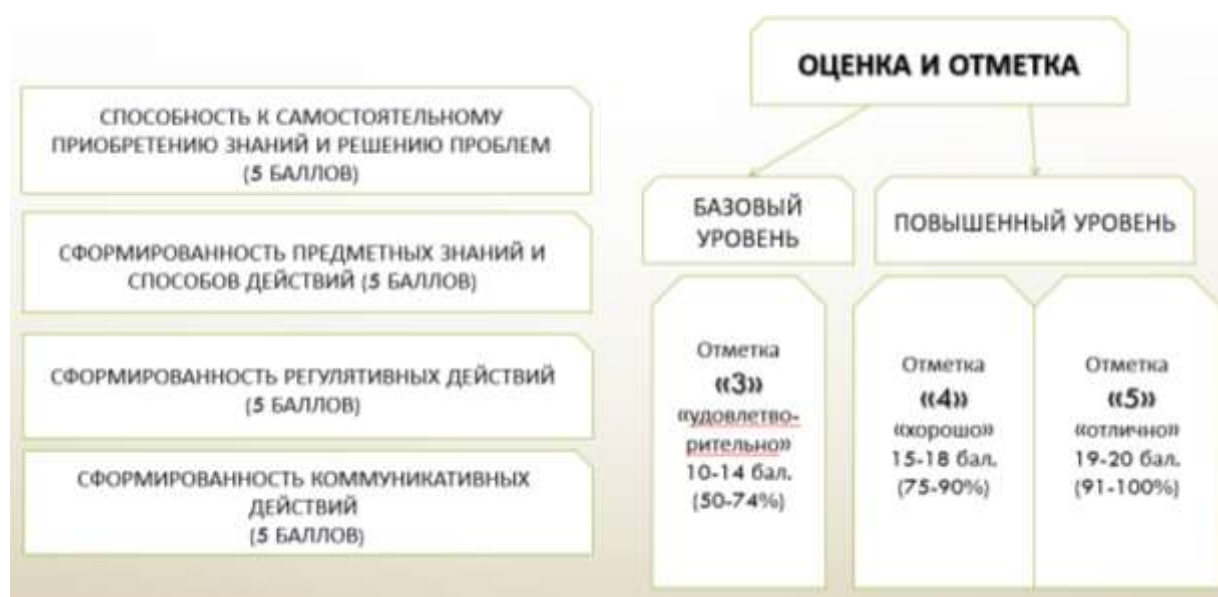 СПОСОБНОСТЬ К САМОСТОЯТЕЛЬНОМУ
ПРИОБРЕТЕНИЮ ЗНАНИЙ И РЕШЕНИЮ ПРОБЛЕМ
(5 БАЛЛОВ)
СФОРМИРОВАННОСТЬ ПРЕДМЕТНЫХ ЗНАНИЙ И
СПОСОБОВ ДЕЙСТВИЙ (5 БАЛЛОВ)
СФОРМИРОВАННОСТЬ РЕГУЛЯТИВНЫХ ДЕЙСТВИЙ
(5 БАЛЛОВ)
СФОРМИРОВАННОСТЬ КОММУНИКАТИВНЫХ
ДЕЙСТВИЙ
(5 БАЛЛОВ)
ОЦЕНКА И ОТМЕТКА
БАЗОВЫЙ
УРОВЕНЬ
ПОВЫШЕННЫЙ УРОВЕНЬ
Отметка
«3»
«удовлетво-
рительно»
10-14 бал.
(50-74%)
Отметка
«4»
«хорошо»
15-18 бал.
(75-90%)
Отметка
«5»
«отлично»
19-20 бал.
(91-100%)